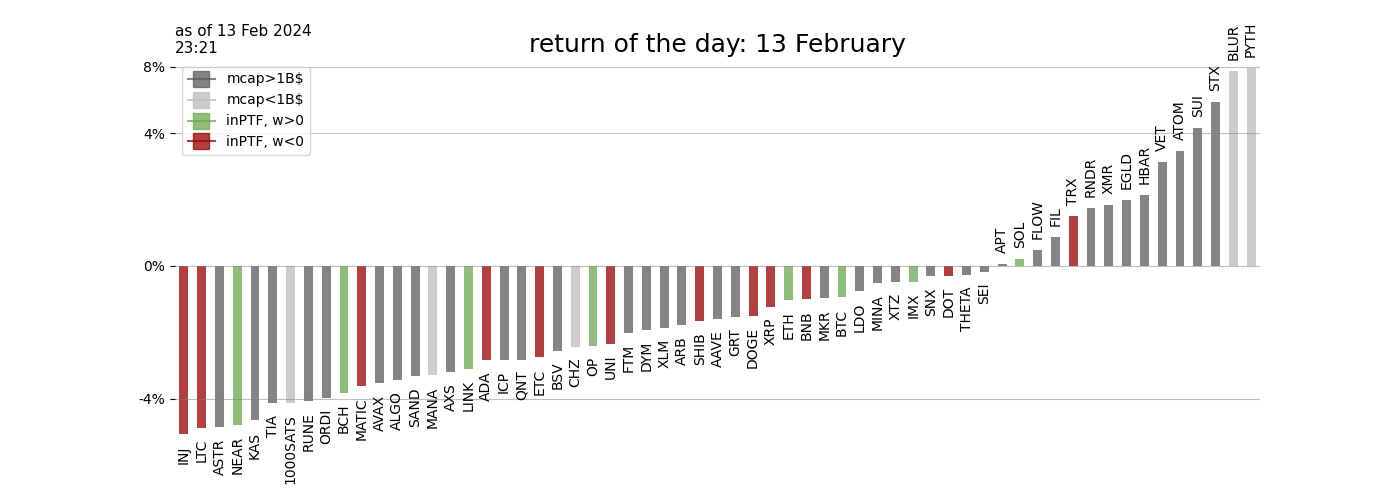 as of 13 Feb 2024
23:21
return of the day: 13 February
8%
4%
0%
-4%
mcap>1B$
mcap<1B$
inPTF, w>0
inPTF, w<0
INJ
LTC
ASTR
NEAR
KAS
TIA
1000SATS
RUNE
ORDI
BCH
MATIC
AVAX
ALGO
SAND
MANA
AXS
LINK
ADA
ICP
QNT
ETC
BSV
CHZ
OP
UNI
FTM
DYM
XLM
ARB
SHIB
AAVE
GRT
DOGE
XRP
ETH
BNB
MKR
BTC
LDO
MINA
XTZ
IMX
SNX
DOT
THETA
SEI
APT
SOL
FLOW
FIL
TRX
RNDR
XMR
EGLD
HBAR
VET
ATOM
SUI
STX
BLUR
PYTH